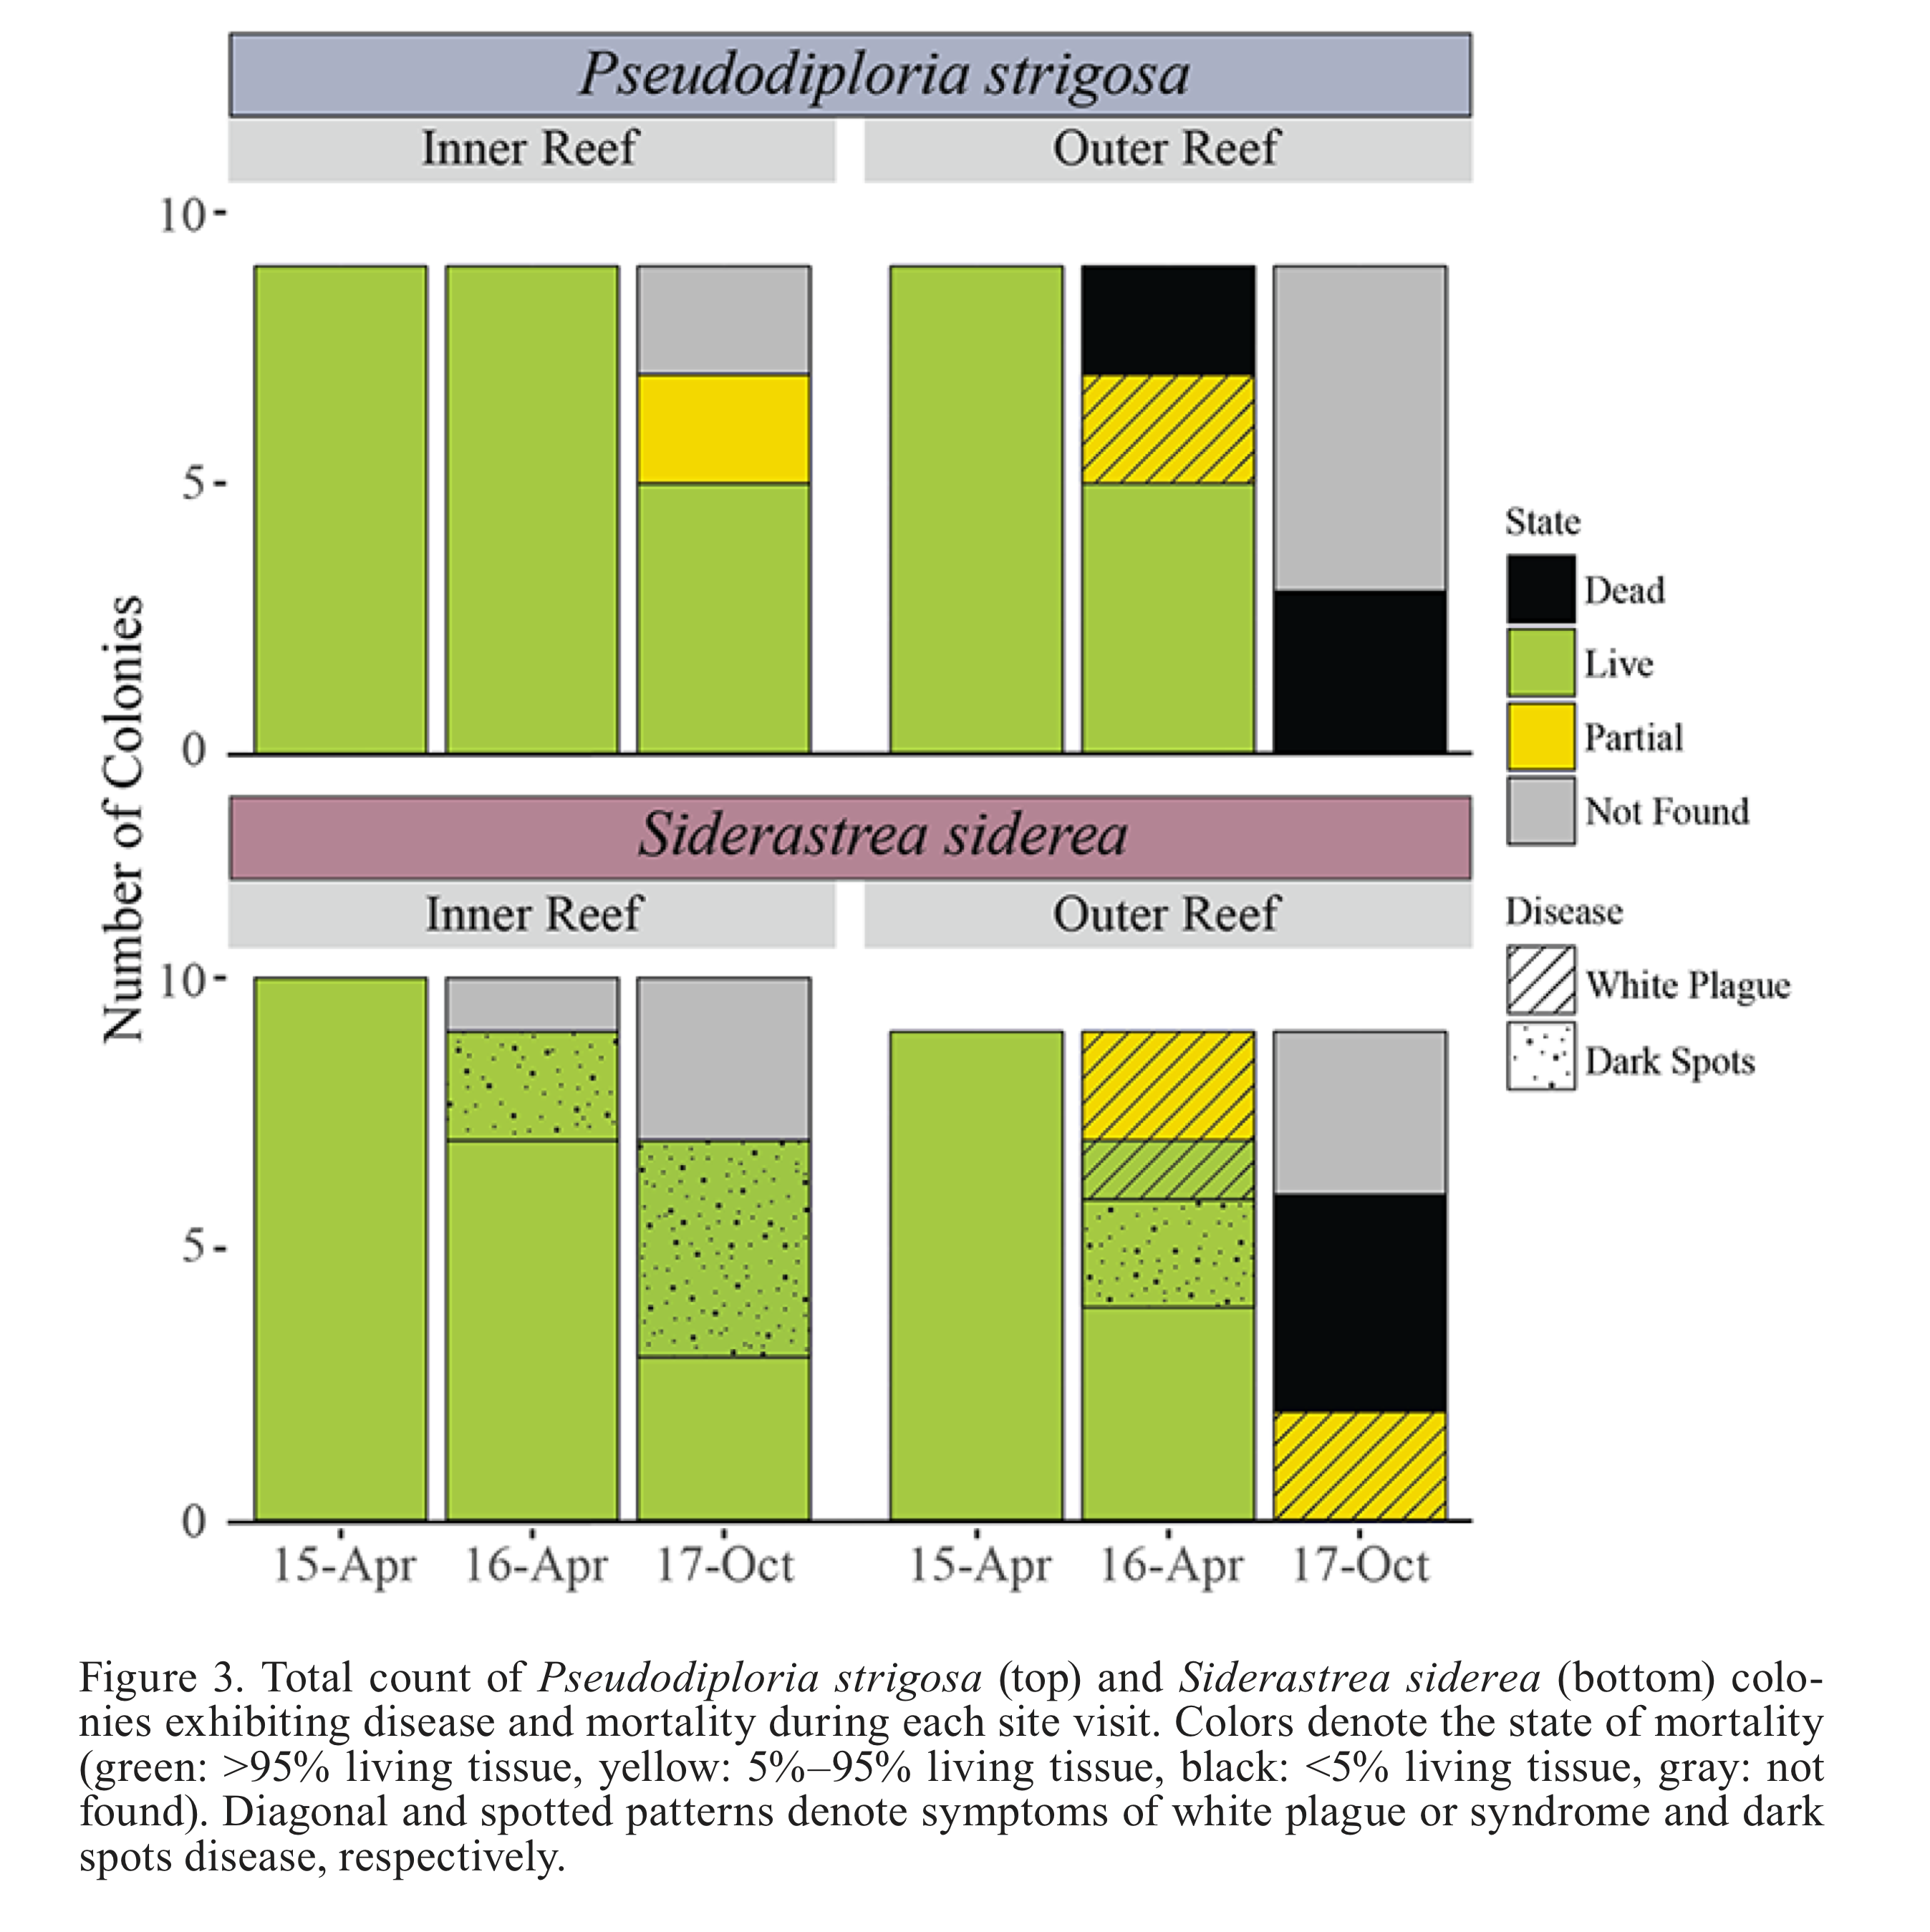 Pseudodiploria strigosa
Inner Reef
Outer Reef
10
5
0
Number of Colonies
Siderastrea siderea
Inner Reef
Outer Reef
10
5
0
15-Apr
16-Apr
17-Oct
15-Apr
16-Apr
17-Oct
State
Dead
Live
Partial
Not Found
Disease
White Plague
Dark Spots
Figure 3. Total count of Pseudodiploria strigosa (top) and Siderastrea siderea (bottom) colo-
nies exhibiting disease and mortality during each site visit. Colors denote the state of mortality
(green: >95% living tissue, yellow: 5%–95% living tissue, black: <5% living tissue, gray: not
found). Diagonal and spotted patterns denote symptoms of white plague or syndrome and dark
spots disease, respectively.